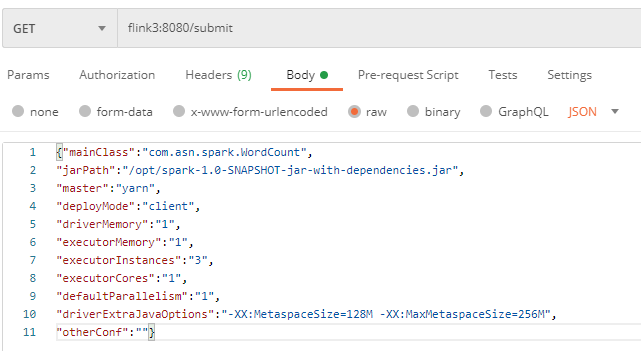 GET flink3:8080/submit
Params Authorization Headers (9) Body Pre-request Script Tests Settings
none form-data x-www-form-urlencoded raw binary GraphQL JSON
1 {"mainClass":"com.asn.spark.WordCount",
2 "jarPath":"/opt/spark-1.0-SNAPSHOT-jar-with-dependencies.jar",
3 "master":"yarn",
4 "deployMode":"client",
5 "driverMemory":"1",
6 "executorMemory":"1",
7 "executorInstances":"3",
8 "executorCores":"1",
9 "defaultParallelism":"1",
10 "driverExtraJavaOptions":"-XX:MetaspaceSize=128M -XX:MaxMetaspaceSize=256M",
11 "otherConf":""}